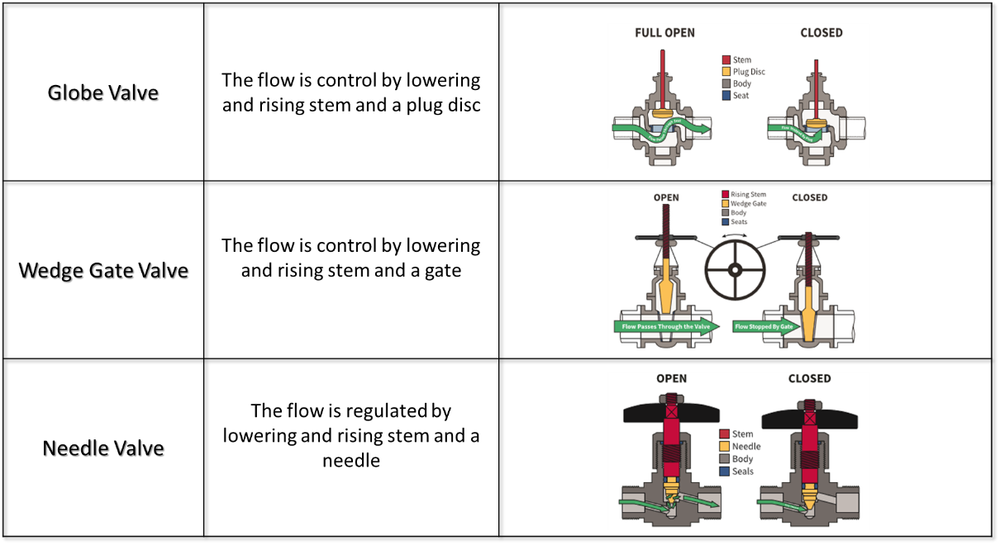 Globe Valve
The flow is control by lowering
and rising stem and a plug disc
FULL OPEN
CLOSED
Stem
Plug Disc
Body
Seat
Wedge Gate Valve
The flow is control by lowering
and rising stem and a gate
OPEN
CLOSED
Rising Stem
Wedge Gate
Body
Seats
Flow Passes Through the Valve
Flow Stopped By Gate
Needle Valve
The flow is regulated by
lowering and rising stem and a
needle
OPEN
CLOSED
Stem
Needle
Body
Seals